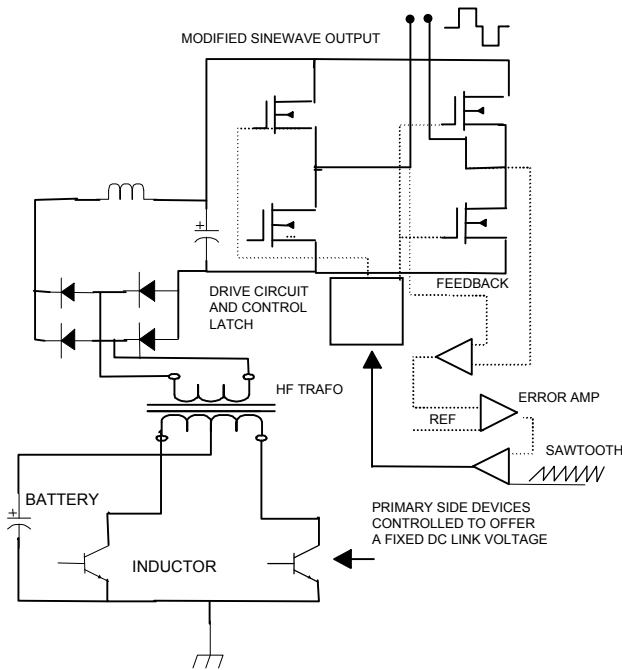 MODIFIED SINEWAVE OUTPUT
DRIVE CIRCUIT
AND CONTROL
LATCH
FEEDBACK
HF TRAFO
ERROR AMP
REF
SAWTOOTH
BATTERY
PRIMARY SIDE DEVICES
CONTROLLED TO OFFER
A FIXED DC LINK VOLTAGE
INDUCTOR